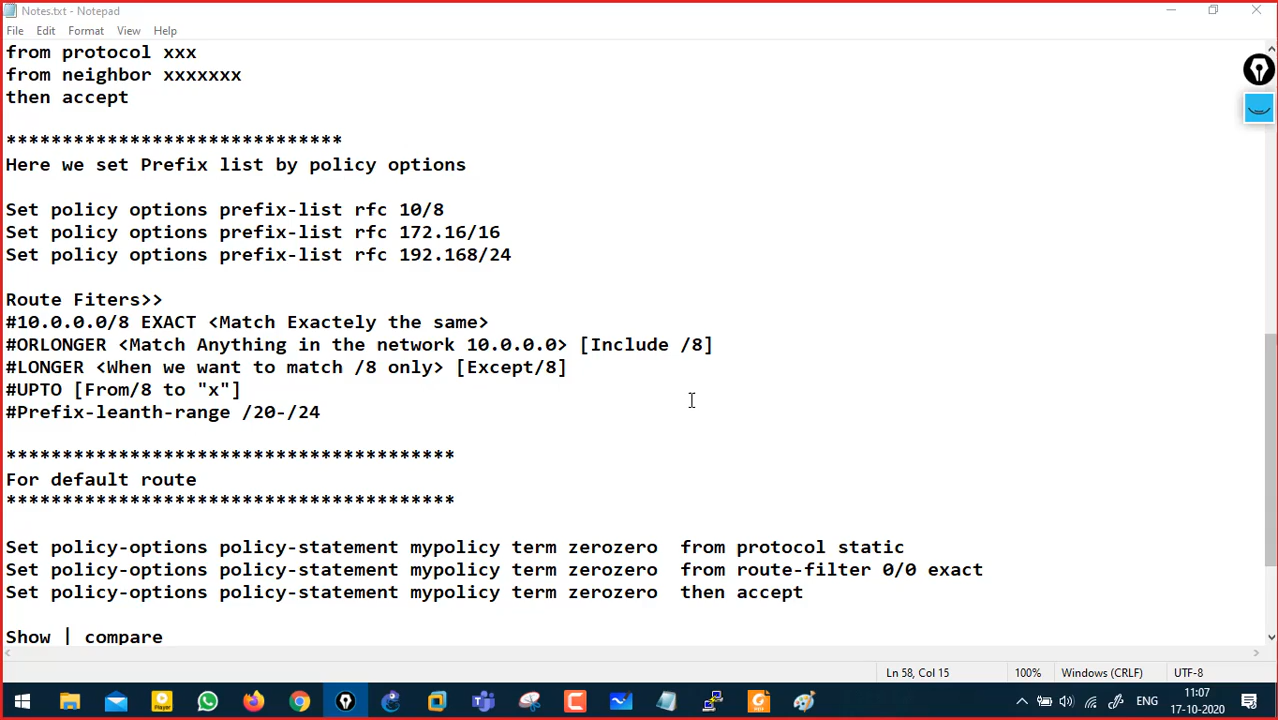 Notes.txt - Notepad
File Edit Format View Help
from protocol xxx
from neighbor xxxxxxx
then accept
******************************
Here we set Prefix list by policy options
Set policy options prefix-list rfc 10/8
Set policy options prefix-list rfc 172.16/16
Set policy options prefix-list rfc 192.168/24
Route Fiters>>
#10.0.0.0/8 EXACT <Match Exactely the same>
#ORLONGER <Match Anything in the network 10.0.0.0> [Include /8]
#LONGER <When we want to match /8 only> [Except/8]
#UPTO [From/8 to "x"]
#Prefix-leanth-range /20-/24
****************************************
For default route
****************************************
Set policy-options policy-statement mypolicy term zerozero  from protocol static
Set policy-options policy-statement mypolicy term zerozero  from route-filter 0/0 exact
Set policy-options policy-statement mypolicy term zerozero  then accept
Show | compare
Ln 58, Col 15 100% Windows (CRLF) UTF-8
ENG 11:07
17-10-2020